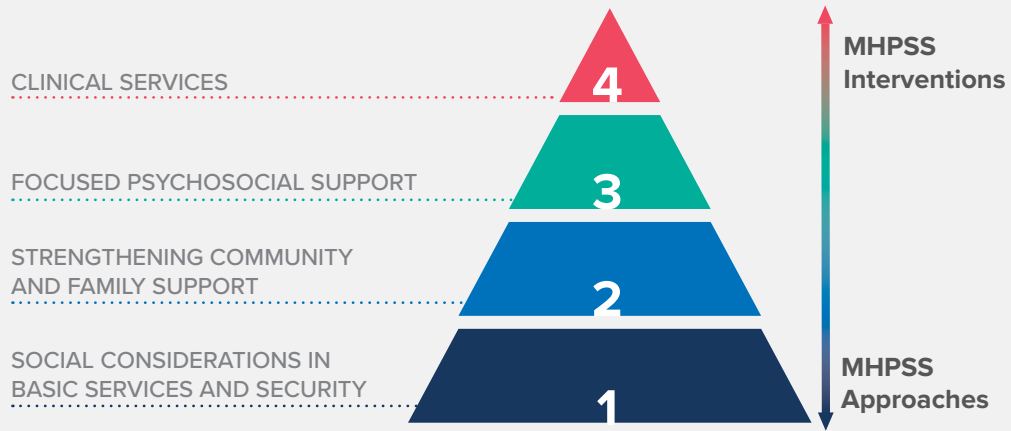 CLINICAL SERVICES
4
MHPSS
Interventions
FOCUSED PSYCHOSOCIAL SUPPORT
3
STRENGTHENING COMMUNITY
AND FAMILY SUPPORT
2
SOCIAL CONSIDERATIONS IN
BASIC SERVICES AND SECURITY
1
MHPSS
Approaches